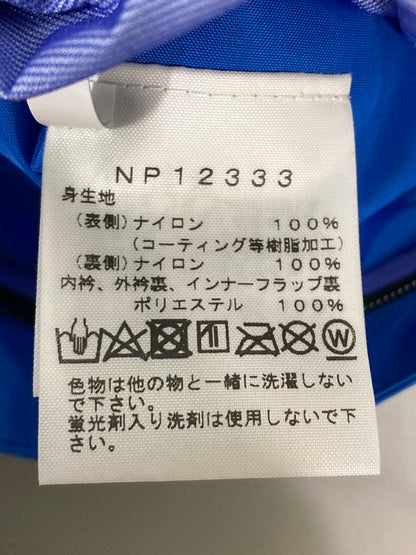 NP12333
身生地
(表側)ナイロン 100%
(コーティング等樹脂加工)
(裏側)ナイロン 100%
内衿、外衿裏、インナーフラップ裏
ポリエステル 100%
W
色物は他の物と一緒に洗濯しない
で下さい。
蛍光剤入り洗剤は使用しないで下
さい。